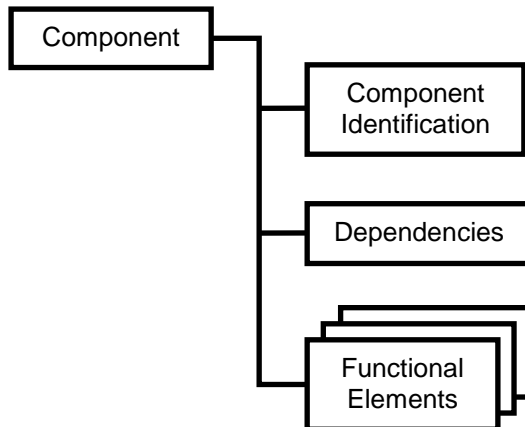 Component
Component
Identification
Dependencies
Functional
Elements